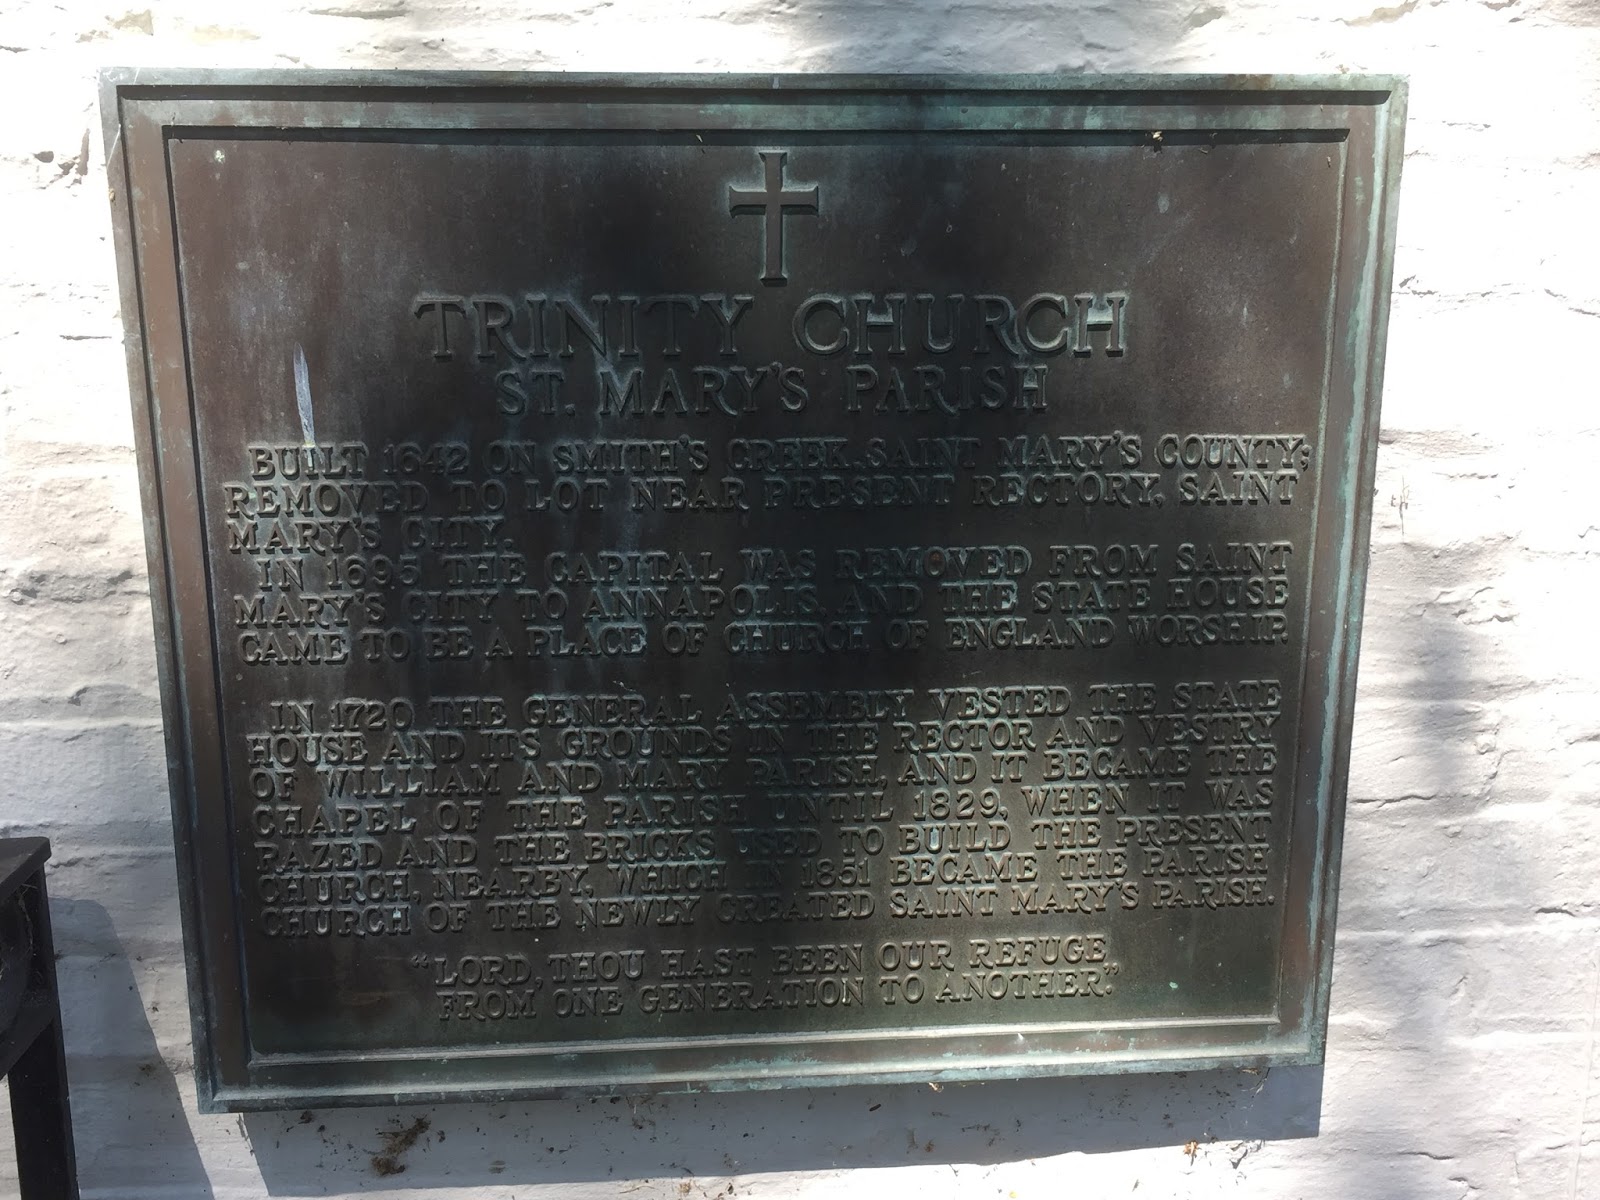 TRINITY CHURCH
ST. MARY'S PARISH
BUILT 1642 ON SMITH'S CREEK, SAINT MARY'S COUNTY;
REMOVED TO LOT NEAR PRESENT RECTORY, SAINT
MARY'S CITY.
IN 1695 THE CAPITAL WAS REMOVED FROM SAINT
MARY'S CITY TO ANNAPOLIS, AND THE STATE HOUSE
CAME TO BE A PLACE OF CHURCH OF ENGLAND WORSHIP.
IN 1720 THE GENERAL ASSEMBLY VESTED THE STATE
HOUSE AND ITS GROUNDS IN THE RECTOR AND VESTRY
OF WILLIAM AND MARY PARISH, AND IT BECAME THE
CHAPEL OF THE PARISH UNTIL 1829, WHEN IT WAS
RAZED AND THE BRICKS USED TO BUILD THE PRESENT
CHURCH, NEARBY, WHICH IN 1851 BECAME THE PARISH
CHURCH OF THE NEWLY CREATED SAINT MARY'S PARISH.
"LORD, THOU HAST BEEN OUR REFUGE,
FROM ONE GENERATION TO ANOTHER."